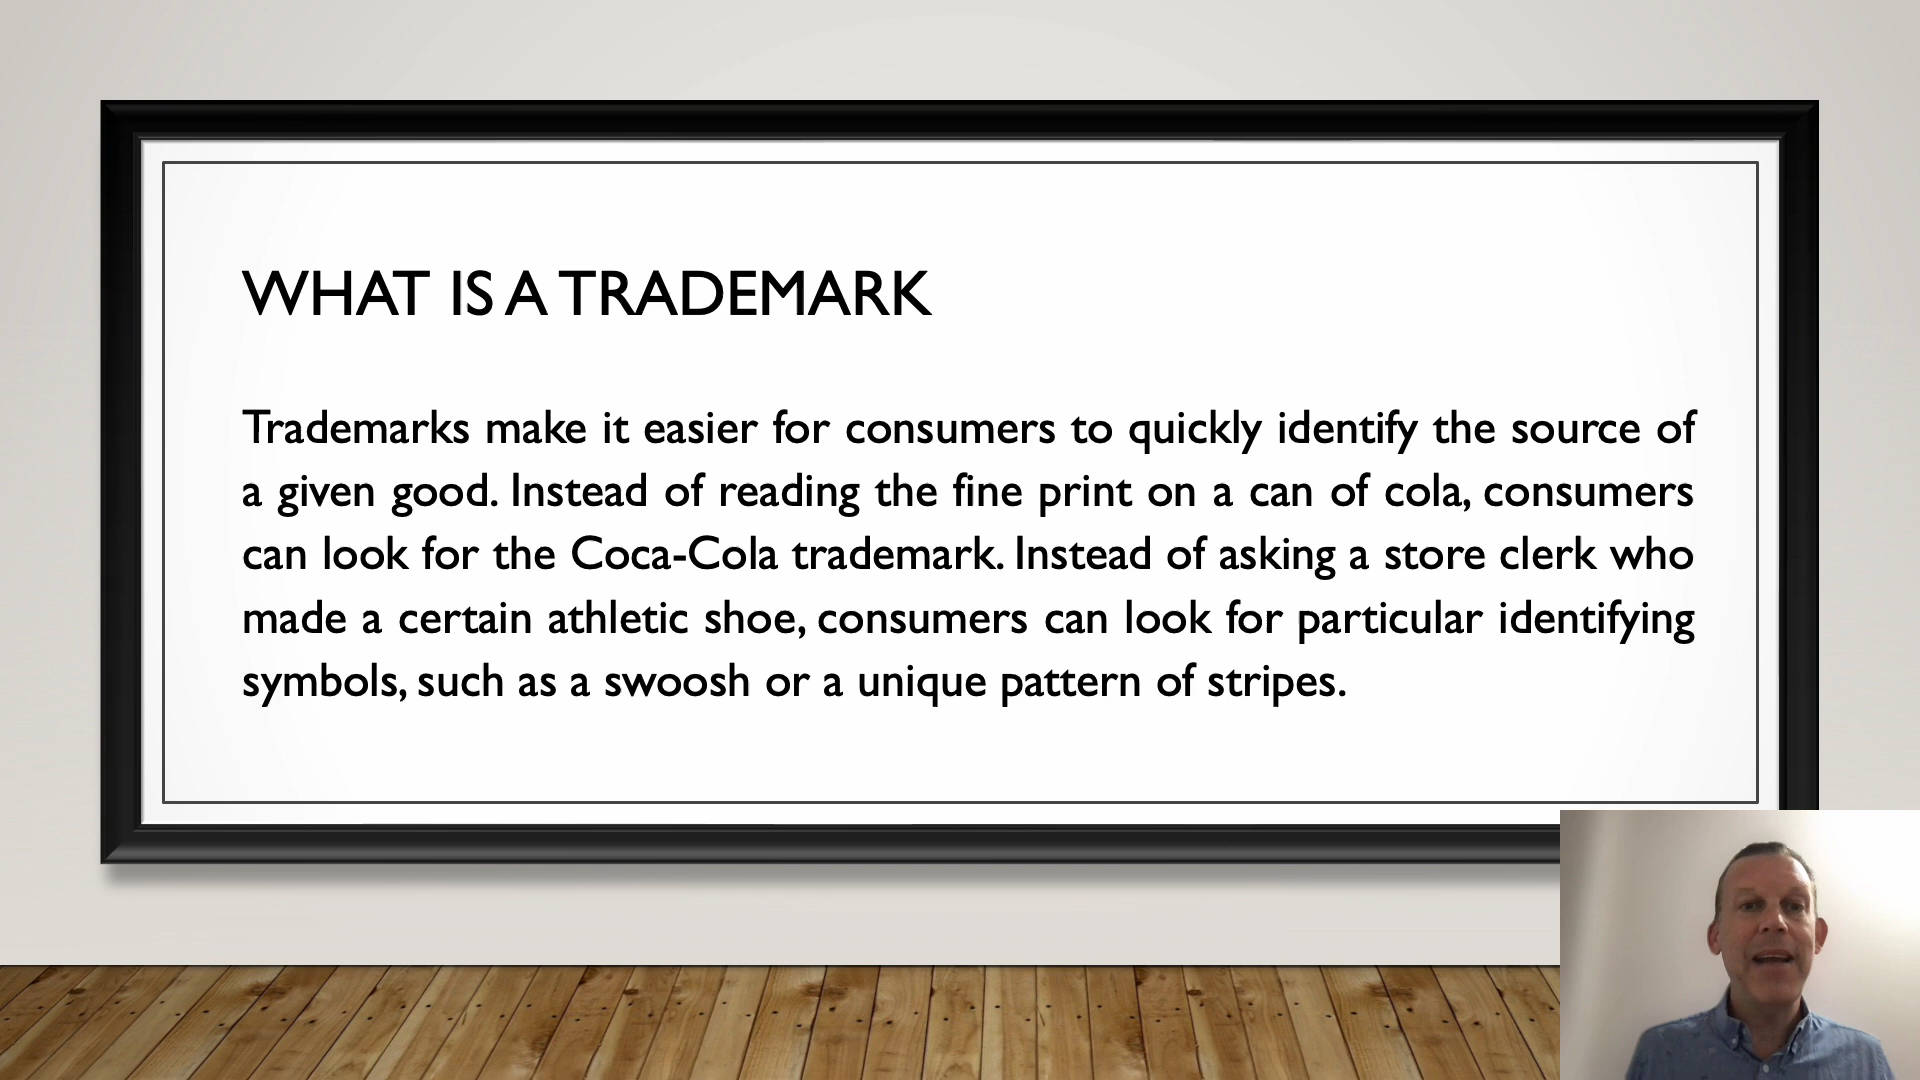 WHAT IS A TRADEMARK
Trademarks make it easier for consumers to quickly identify the source of
a given good. Instead of reading the fine print on a can of cola, consumers
can look for the Coca-Cola trademark. Instead of asking a store clerk who
made a certain athletic shoe, consumers can look for particular identifying
symbols, such as a swoosh or a unique pattern of stripes.